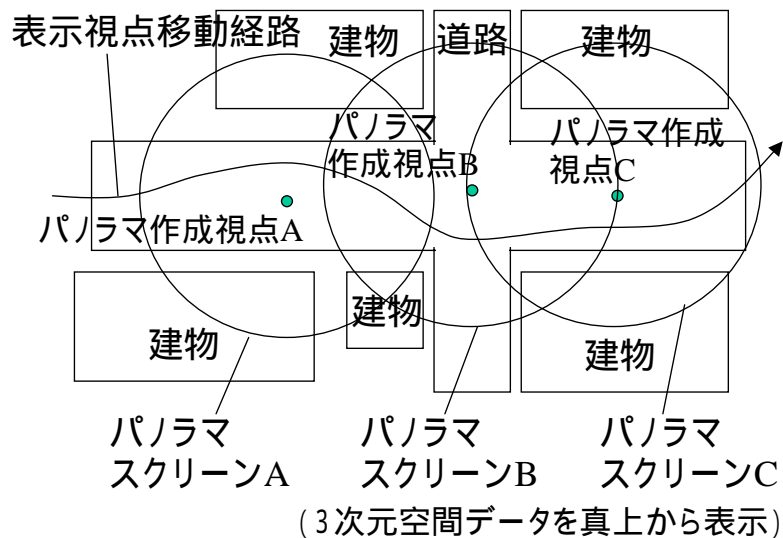 表示視点移動経路
建物
道路
建物
パノラマ
作成視点B
パノラマ作成
視点C
パノラマ作成視点A
建物
建物
建物
パノラマ
スクリーンA
パノラマ
スクリーンB
パノラマ
スクリーンC
(3次元空間データを真上から表示)